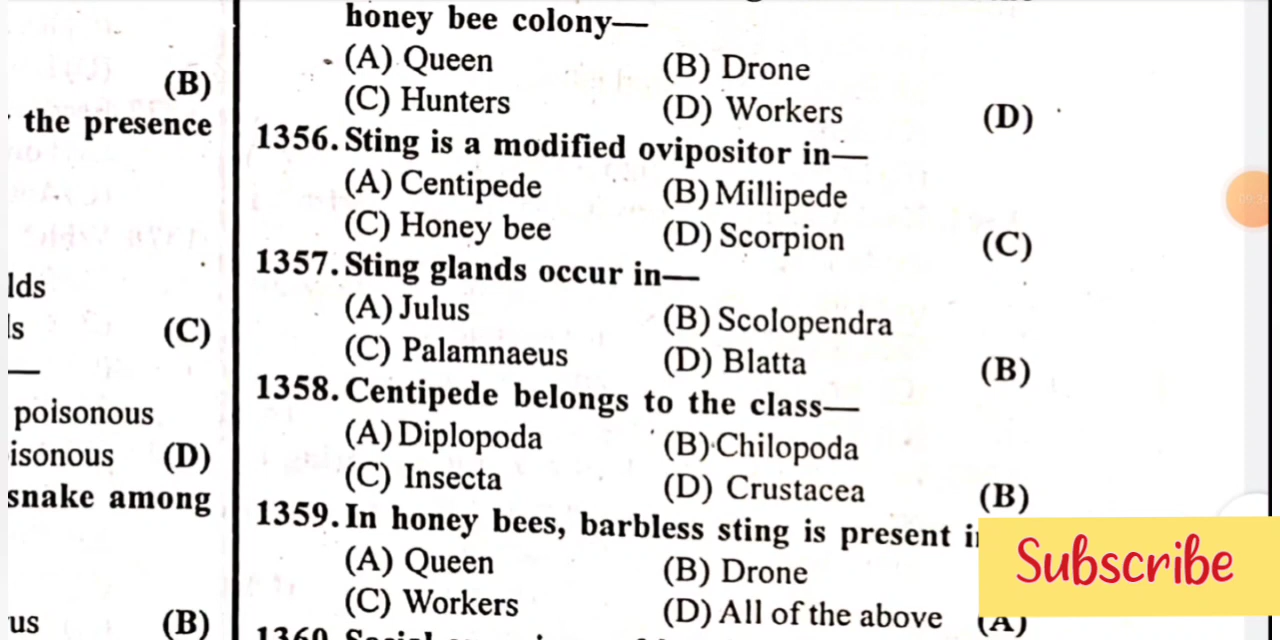 (B)
the presence
lds
ls (C)
—
poisonous
isonous (D)
snake among
us (B)
honey bee colony—
(A) Queen (B) Drone
(C) Hunters (D) Workers (D)
1356. Sting is a modified ovipositor in—
(A) Centipede (B) Millipede
(C) Honey bee (D) Scorpion (C)
1357. Sting glands occur in—
(A) Julus (B) Scolopendra
(C) Palamnaeus (D) Blatta (B)
1358. Centipede belongs to the class—
(A) Diplopoda (B) Chilopoda
(C) Insecta (D) Crustacea (B)
1359. In honey bees, barbless sting is present
(A) Queen (B) Drone
(C) Workers (D) All of the above (A)
1360.
Subscribe